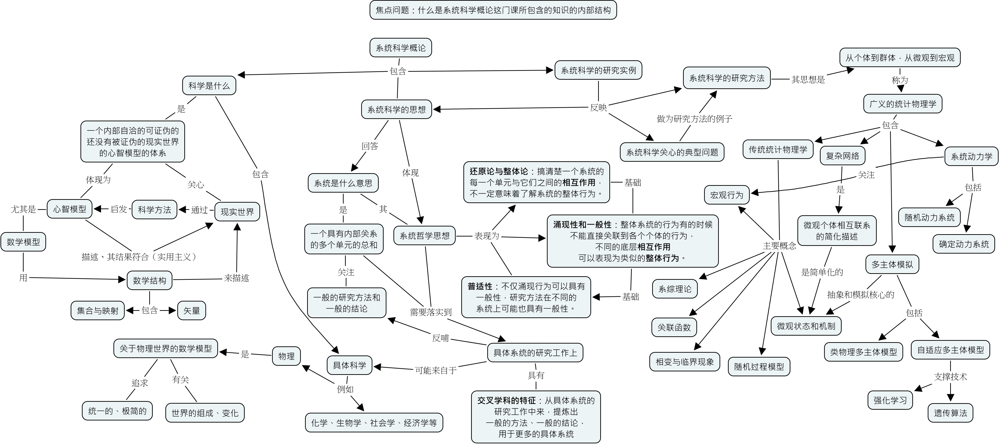 焦点问题：什么是系统科学概论这门课所包含的知识的内部结构
系统科学概论
包含
科学是什么
系统科学的研究实例
系统科学的研究方法
其思想是
从个体到群体，从微观到宏观
称为
广义的统计物理学
包含
是
一个内部自洽的可证伪的
还没有被证伪的现实世界
的心智模型的体系
包含
系统科学的思想
反映
做为研究方法的例子
系统科学关心的典型问题
传统统计物理学
复杂网络
系统动力学
关注
包括
随机动力系统
确定动力系统
宏观行为
是
微观个体相互联系
的简化描述
回答
体现
系统是什么意思
还原论与整体论：搞清楚一个系统的
每一个单元与它们之间的相互作用，
不一定意味着了解系统的整体行为。
基础
体现为
关心
尤其是
心智模型
启发
科学方法
通过
现实世界
是
其
一个具有内部关系
的多个单元的总和
系统哲学思想
表现为
涌现性和一般性：整体系统的行为有的时候
不能直接关联到各个个体的行为，
不同的底层相互作用
可以表现为类似的整体行为。
主要概念
多主体模拟
数学模型
描述、其结果符合（实用主义）
用
数学结构
来描述
关注
一般的研究方法和
一般的结论
需要落实到
普适性：不仅涌现行为可以具有
一般性，研究方法在不同的
系统上可能也具有一般性。
基础
系综理论
是简单化的
抽象和模拟核心的
包括
集合与映射
包含
矢量
关联函数
微观状态和机制
反哺
关于物理世界的数学模型
是
物理
具体科学
可能来自于
具体系统的研究工作上
相变与临界现象
随机过程模型
类物理多主体模型
自适应多主体模型
追求
有关
例如
具有
支撑技术
统一的、极简的
世界的组成、变化
化学、生物学、社会学、经济学等
交叉学科的特征：从具体系统的
研究工作中来，提炼出
一般的方法、一般的结论，
用于更多的具体系统
强化学习
遗传算法